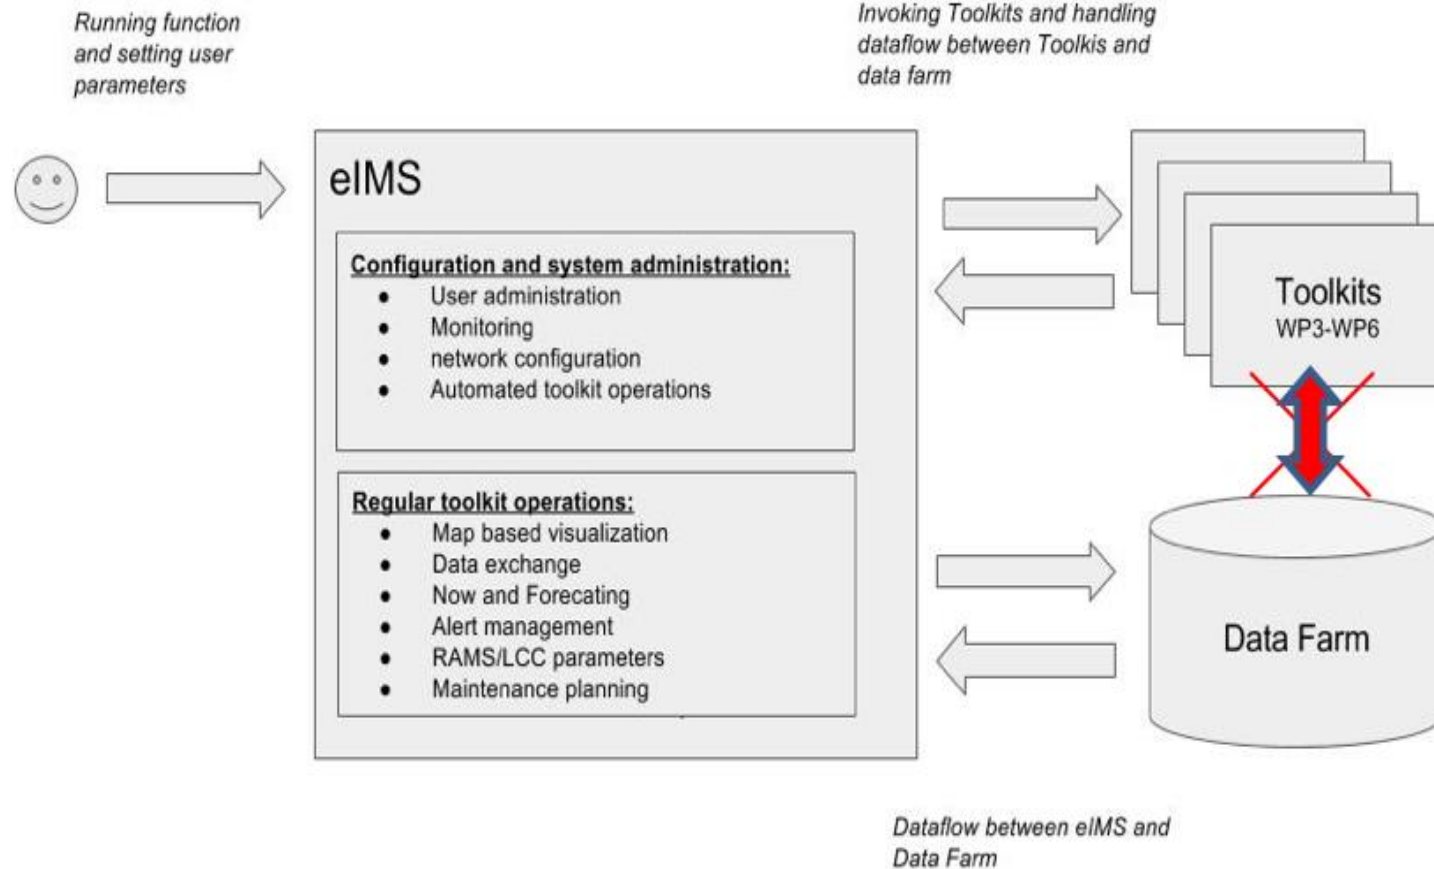 Running function
and setting user
parameters
Invoking Toolkits and handling
dataflow between Toolkis and
data farm
eIMS
Configuration and system administration:
● User administration
● Monitoring
● network configuration
● Automated toolkit operations
Regular toolkit operations:
● Map based visualization
● Data exchange
● Now and Forecating
● Alert management
● RAMS/LCC parameters
● Maintenance planning
Toolkits
WP3-WP6
Data Farm
Dataflow between eIMS and
Data Farm